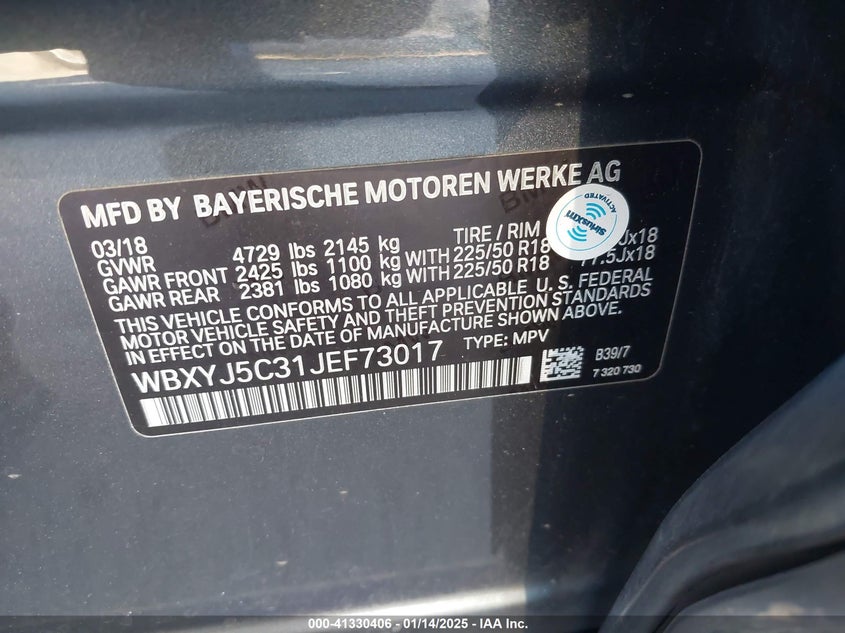 MFD BY BAYERISCHE MOTOREN WERKE AG
03/18
TIRE / RIM
GVWR 4729 lbs 2145 kg
GAWR FRONT 2425 lbs 1100 kg WITH 225/50 R18 Jx18
GAWR REAR 2381 lbs 1080 kg WITH 225/50 R18 7.5Jx18
THIS VEHICLE CONFORMS TO ALL APPLICABLE U. S. FEDERAL
MOTOR VEHICLE SAFETY AND THEFT PREVENTION STANDARDS
IN EFFECT ON THE DATE OF MANUFACTURE SHOWN ABOVE.
WBXYJ5C31JEF73017 TYPE: MPV
B39/7
7 320 730
ACTIVATED
SiriusXm
000-41330406 - 01/14/2025 - IAA Inc.